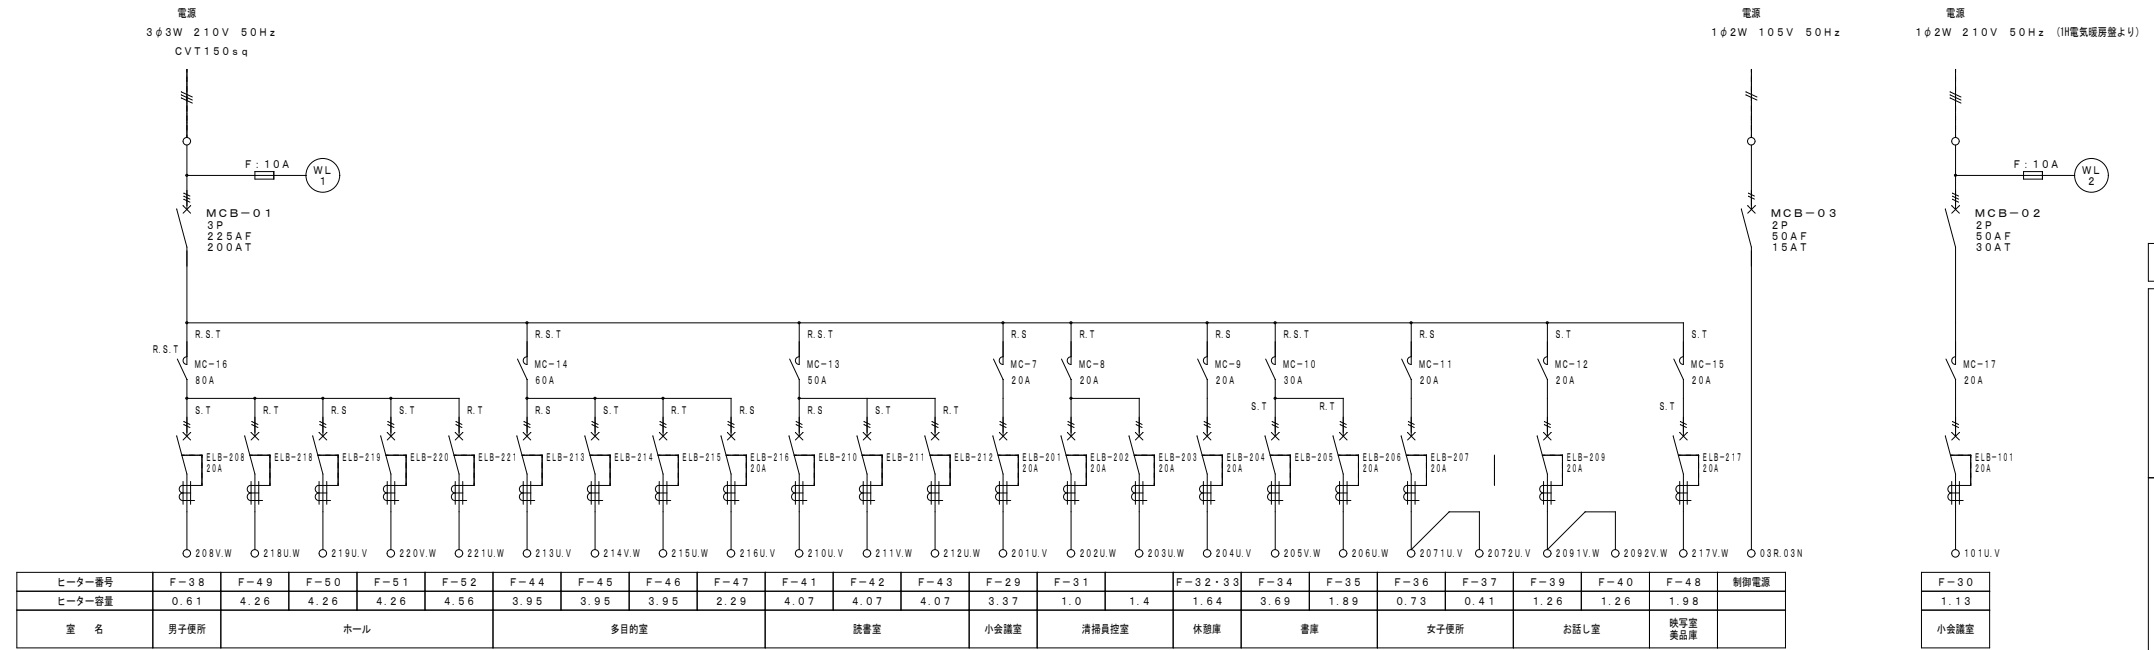 電源
3φ3W 210V 50Hz
CVT150sq
電源
1φ2W 105V 50Hz
電源
1φ2W 210V 50Hz (1H電気暖房盤より)
F:10A
WL
1
F:10A
WL
2
MCB-01
3P
225AF
200AT
MCB-03
2P
50AF
15AT
MCB-02
2P
50AF
30AT
R.S.T
R.S.T
R.S.T
R.S
R.T
R.S
R.S.T
R.S
S.T
S.T
R.S.T
MC-16
80A
MC-14
60A
MC-13
50A
MC-7
20A
MC-8
20A
MC-9
20A
MC-10
30A
MC-11
20A
MC-12
20A
MC-15
20A
MC-17
20A
S.T
R.T
R.S
S.T
R.T
R.S
S.T
R.T
R.S
R.S
S.T
R.T
S.T
R.T
S.T
ELB-208
20A
ELB-218
ELB-219
ELB-220
ELB-221
ELB-213
ELB-214
ELB-215
ELB-216
20A
ELB-210
ELB-211
ELB-212
ELB-201
20A
ELB-202
20A
ELB-203
20A
ELB-204
20A
ELB-205
ELB-206
20A
ELB-207
20A
ELB-209
20A
ELB-217
20A
ELB-101
20A
208V.W 218U.W 219U.V 220V.W 221U.W 213U.V 214V.W 215U.W 216U.V 210U.V 211V.W 212U.W 201U.V 202U.W 203U.W 204U.V 205V.W 206U.W 2071U.V 2072U.V 2091V.W 2092V.W 217V.W 03R.03N 101U.V
ヒーター番号 F-38 F-49 F-50 F-51 F-52 F-44 F-45 F-46 F-47 F-41 F-42 F-43 F-29 F-31 F-32・33 F-34 F-35 F-36 F-37 F-39 F-40 F-48 制御電源 F-30
ヒーター容量 0.61 4.26 4.26 4.26 4.56 3.95 3.95 3.95 2.29 4.07 4.07 4.07 3.37 1.0 1.4 1.64 3.69 1.89 0.73 0.41 1.26 1.26 1.98 1.13
室 名 男子便所 ホール 多目的室 読書室 小会議室 清掃員控室 休憩庫 書庫 女子便所 お話し室 映写室 小会議室
美品庫